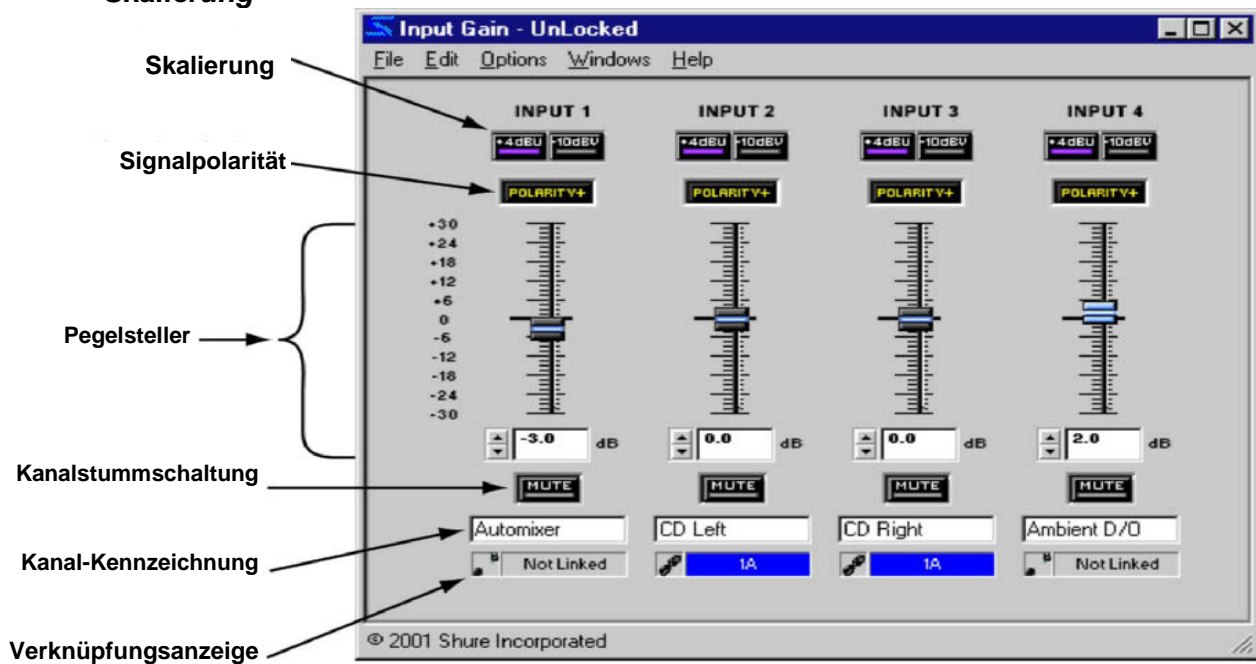 Skalierung
Input Gain - UnLocked
File Edit Options Windows Help
Skalierung
INPUT 1 INPUT 2 INPUT 3 INPUT 4
+4dBU -10dBV +4dBU -10dBV +4dBU -10dBV +4dBU -10dBV
Signalpolarität
POLARITY+ POLARITY+ POLARITY+ POLARITY+
+30
+24
+18
+12
+6
0
-6
-12
-18
-24
-30
Pegelsteller
-3.0 dB 0.0 dB 0.0 dB 2.0 dB
Kanalstummschaltung
MUTE MUTE MUTE MUTE
Automixer CD Left CD Right Ambient D/O
Kanal-Kennzeichnung
Not Linked 1A 1A Not Linked
Verknüpfungsanzeige
© 2001 Shure Incorporated